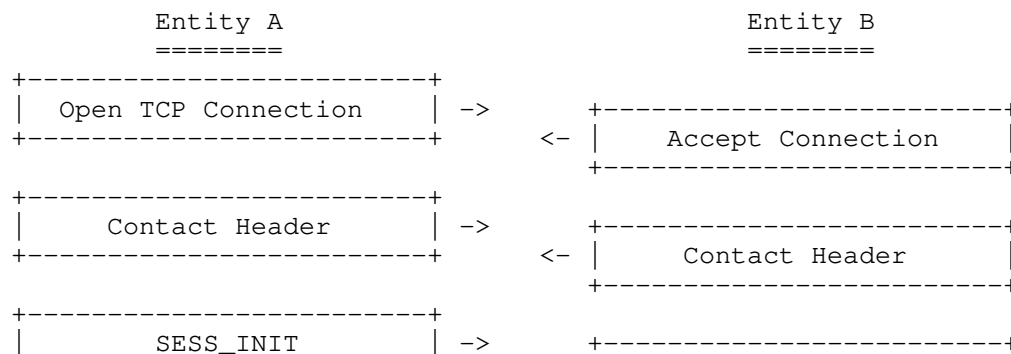 Entity A Entity B
======== ========
+-------------------------+
| Open TCP Connection | -> +-------------------------+
+-------------------------+ <- | Accept Connection |
+-------------------------+
+-------------------------+
| Contact Header | -> +-------------------------+
+-------------------------+ <- | Contact Header |
+-------------------------+
+-------------------------+
| SESS_INIT | -> +-------------------------+